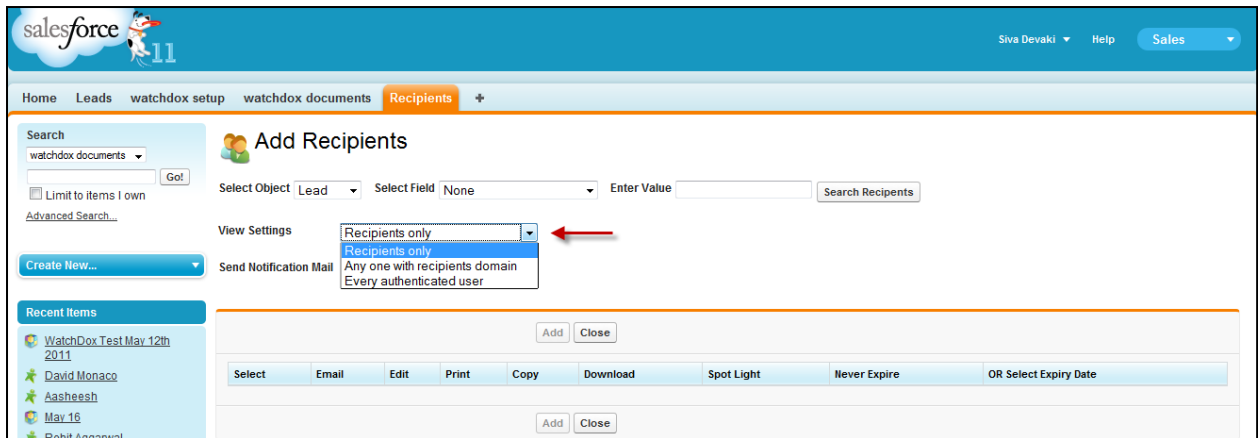 salesforce
11
Siva Devaki Help Sales
Home Leads watchdox setup watchdox documents Recipients +
Search
watchdox documents
Go!
Limit to items I own
Advanced Search...
Create New...
Recent Items
WatchDox Test May 12th
2011
David Monaco
Aasheesh
May 16
Rohit Aggarwal
Add Recipients
Select Object Lead Select Field None Enter Value Search Recipents
View Settings Recipients only
Recipients only
Any one with recipients domain
Every authenticated user
Send Notification Mail
Add Close
Select Email Edit Print Copy Download Spot Light Never Expire OR Select Expiry Date
Add Close